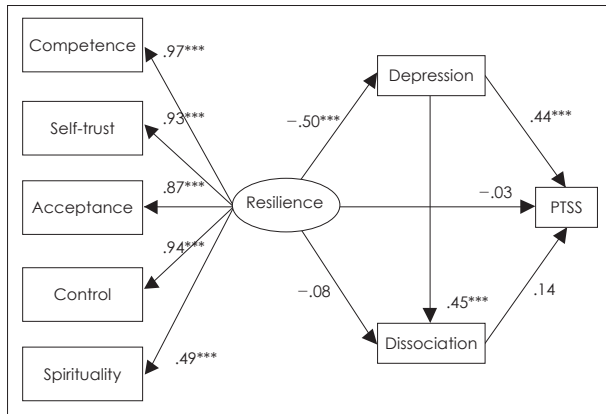 Competence
.97***
Depression
Self-trust
.93***
−.50***
.44***
Acceptance
.87***
Resilience
−.03
PTSS
.94***
Control
−.08
.45***
.14
Dissociation
.49***
Spirituality